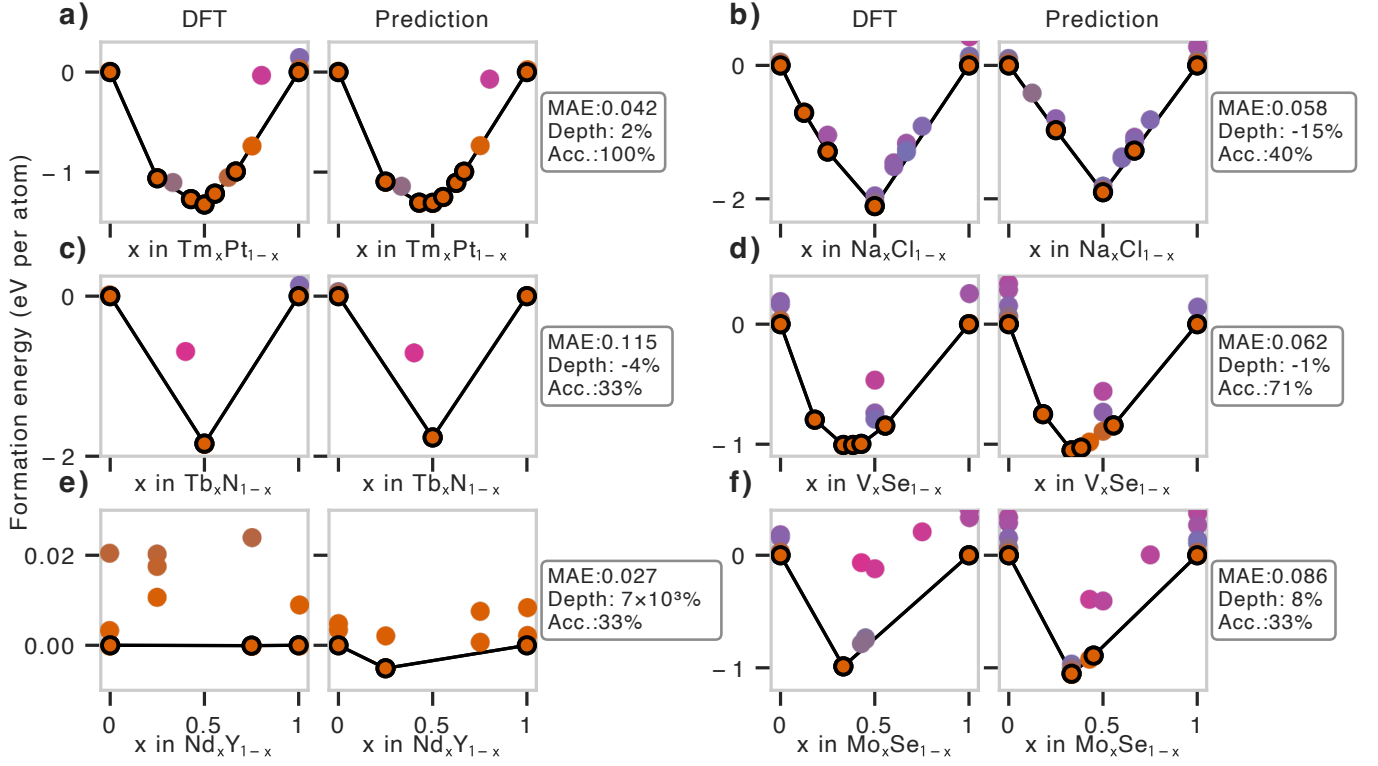 a)
DFT
Prediction
b)
DFT
Prediction
Formation energy (eV per atom)
0
−1
MAE:0.042
Depth: 2%
Acc.:100%
x in TmₓPt₁₋ₓ
x in TmₓPt₁₋ₓ
0
−2
MAE:0.058
Depth: -15%
Acc.:40%
x in NaₓCl₁₋ₓ
x in NaₓCl₁₋ₓ
c)
0
−2
MAE:0.115
Depth: -4%
Acc.:33%
x in TbₓN₁₋ₓ
x in TbₓN₁₋ₓ
d)
0
−1
MAE:0.062
Depth: -1%
Acc.:71%
x in VₓSe₁₋ₓ
x in VₓSe₁₋ₓ
e)
0.02
0.00
MAE:0.027
Depth: 7×10³%
Acc.:33%
0 0.5 1
x in NdₓY₁₋ₓ
0 0.5 1
x in NdₓY₁₋ₓ
f)
0
−1
MAE:0.086
Depth: 8%
Acc.:33%
0 0.5 1
x in MoₓSe₁₋ₓ
0 0.5 1
x in MoₓSe₁₋ₓ